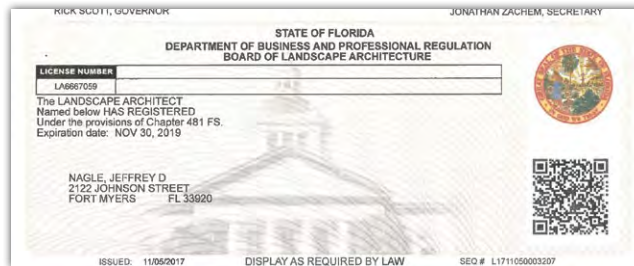 RICK SCOTT, GOVERNOR
JONATHAN ZACHEM, SECRETARY
STATE OF FLORIDA
DEPARTMENT OF BUSINESS AND PROFESSIONAL REGULATION
BOARD OF LANDSCAPE ARCHITECTURE
LICENSE NUMBER
LA6667059
The LANDSCAPE ARCHITECT
Named below HAS REGISTERED
Under the provisions of Chapter 481 FS.
Expiration date: NOV 30, 2019
NAGLE, JEFFREY D
2122 JOHNSON STREET
FORT MYERS FL 33920
ISSUED: 11/05/2017
DISPLAY AS REQUIRED BY LAW
SEQ # L1711050003207